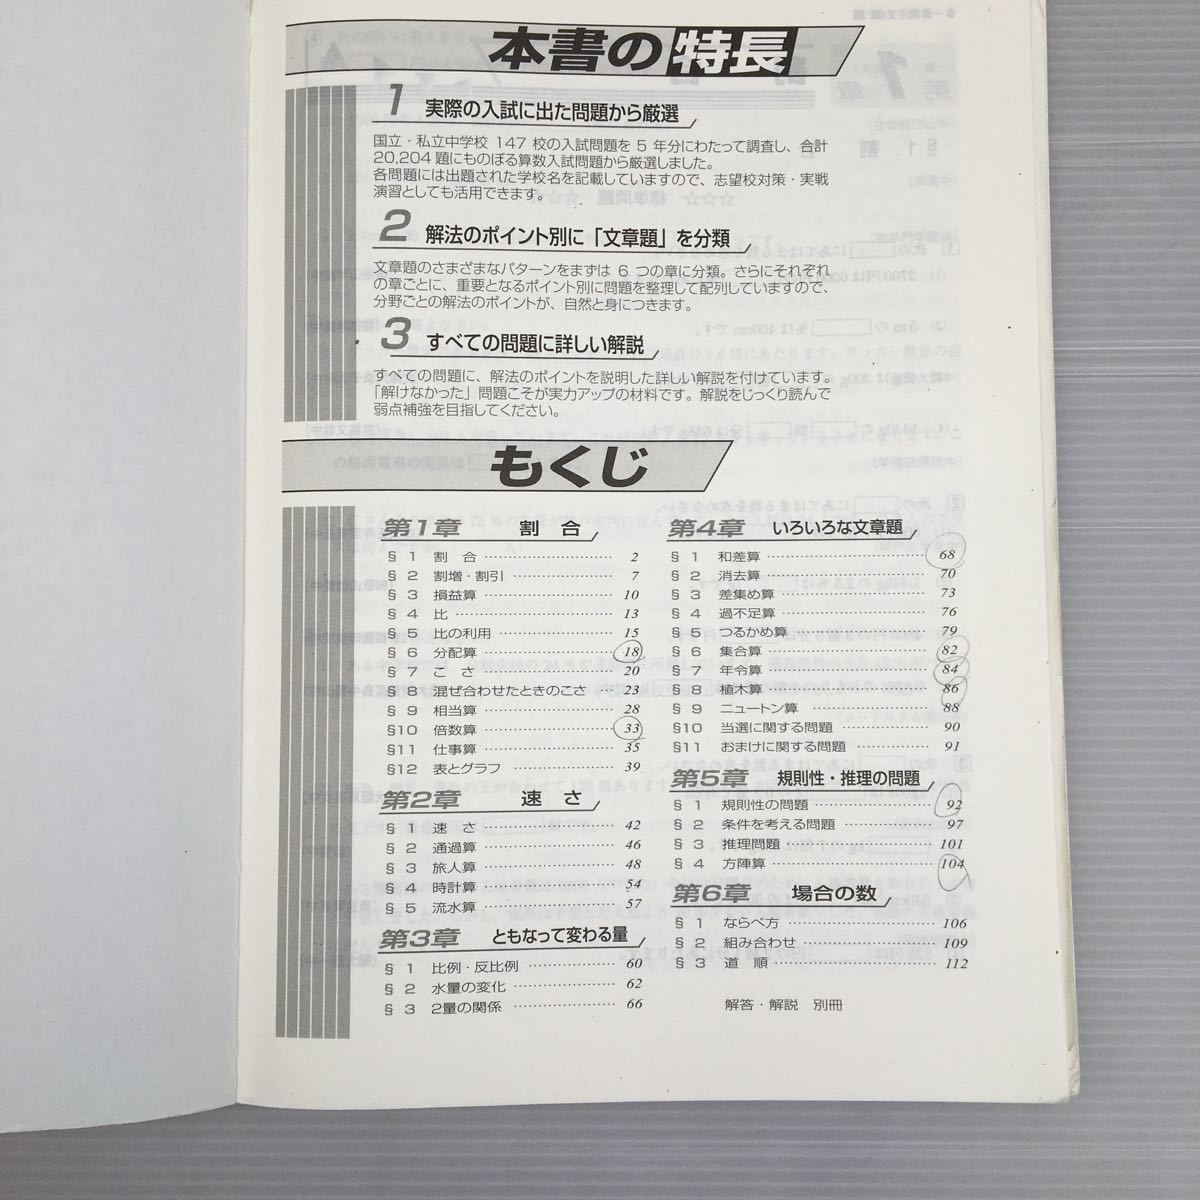 本書の特長
1 実際の入試に出た問題から厳選
国立・私立中学校 147 校の入試問題を 5 年分にわたって調査し、合計
20,204 題にものぼる算数入試問題から厳選しました。
各問題には出題された学校名を記載していますので、志望校対策・実戦
演習としても活用できます。
2 解法のポイント別に「文章題」を分類
文章題のさまざまなパターンをまずは 6 つの章に分類。さらにそれぞれ
の章ごとに、重要となるポイント別に問題を整理して配列していますので、
分野ごとの解法のポイントが、自然と身につきます。
3 すべての問題に詳しい解説
すべての問題に、解法のポイントを説明した詳しい解説を付けています。
「解けなかった」問題こそが実力アップの材料です。解説をじっくり読んで
弱点補強を目指してください。
もくじ
第1章 割 合
§ 1 割 合 …… 2
§ 2 割増・割引 …… 7
§ 3 損益算 …… 10
§ 4 比 …… 13
§ 5 比の利用 …… 15
§ 6 分配算 …… 18
§ 7 こ さ …… 20
§ 8 混ぜ合わせたときのこさ … 23
§ 9 相当算 …… 28
§10 倍数算 …… 33
§11 仕事算 …… 35
§12 表とグラフ …… 39
第2章 速 さ
§ 1 速 さ …… 42
§ 2 通過算 …… 46
§ 3 旅人算 …… 48
§ 4 時計算 …… 54
§ 5 流水算 …… 57
第3章 ともなって変わる量
§ 1 比例・反比例 …… 60
§ 2 水量の変化 …… 62
§ 3 2量の関係 …… 66
第4章 いろいろな文章題
§ 1 和差算 …… 68
§ 2 消去算 …… 70
§ 3 差集め算 …… 73
§ 4 過不足算 …… 76
§ 5 つるかめ算 …… 79
§ 6 集合算 …… 82
§ 7 年令算 …… 84
§ 8 植木算 …… 86
§ 9 ニュートン算 …… 88
§10 当選に関する問題 …… 90
§11 おまけに関する問題 …… 91
第5章 規則性・推理の問題
§ 1 規則性の問題 …… 92
§ 2 条件を考える問題 …… 97
§ 3 推理問題 …… 101
§ 4 方陣算 …… 104
第6章 場合の数
§ 1 ならべ方 …… 106
§ 2 組み合わせ …… 109
§ 3 道 順 …… 112
解答・解説 別冊